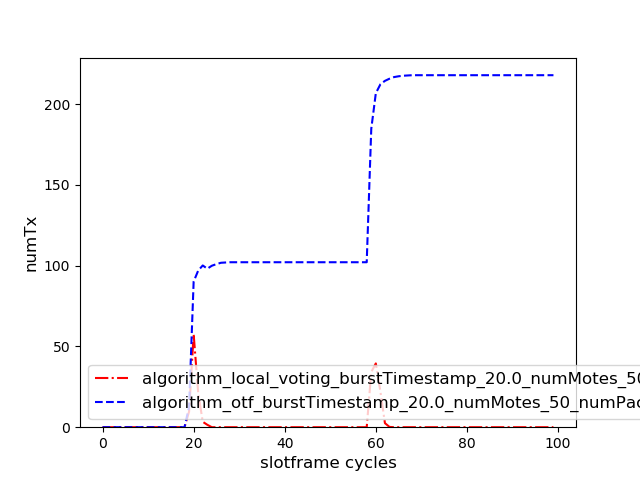 numTx
200
150
100
50
0
algorithm_local_voting_burstTimestamp_20.0_numMotes_50
algorithm_otf_burstTimestamp_20.0_numMotes_50_numPac
0 20 40 60 80 100
slotframe cycles